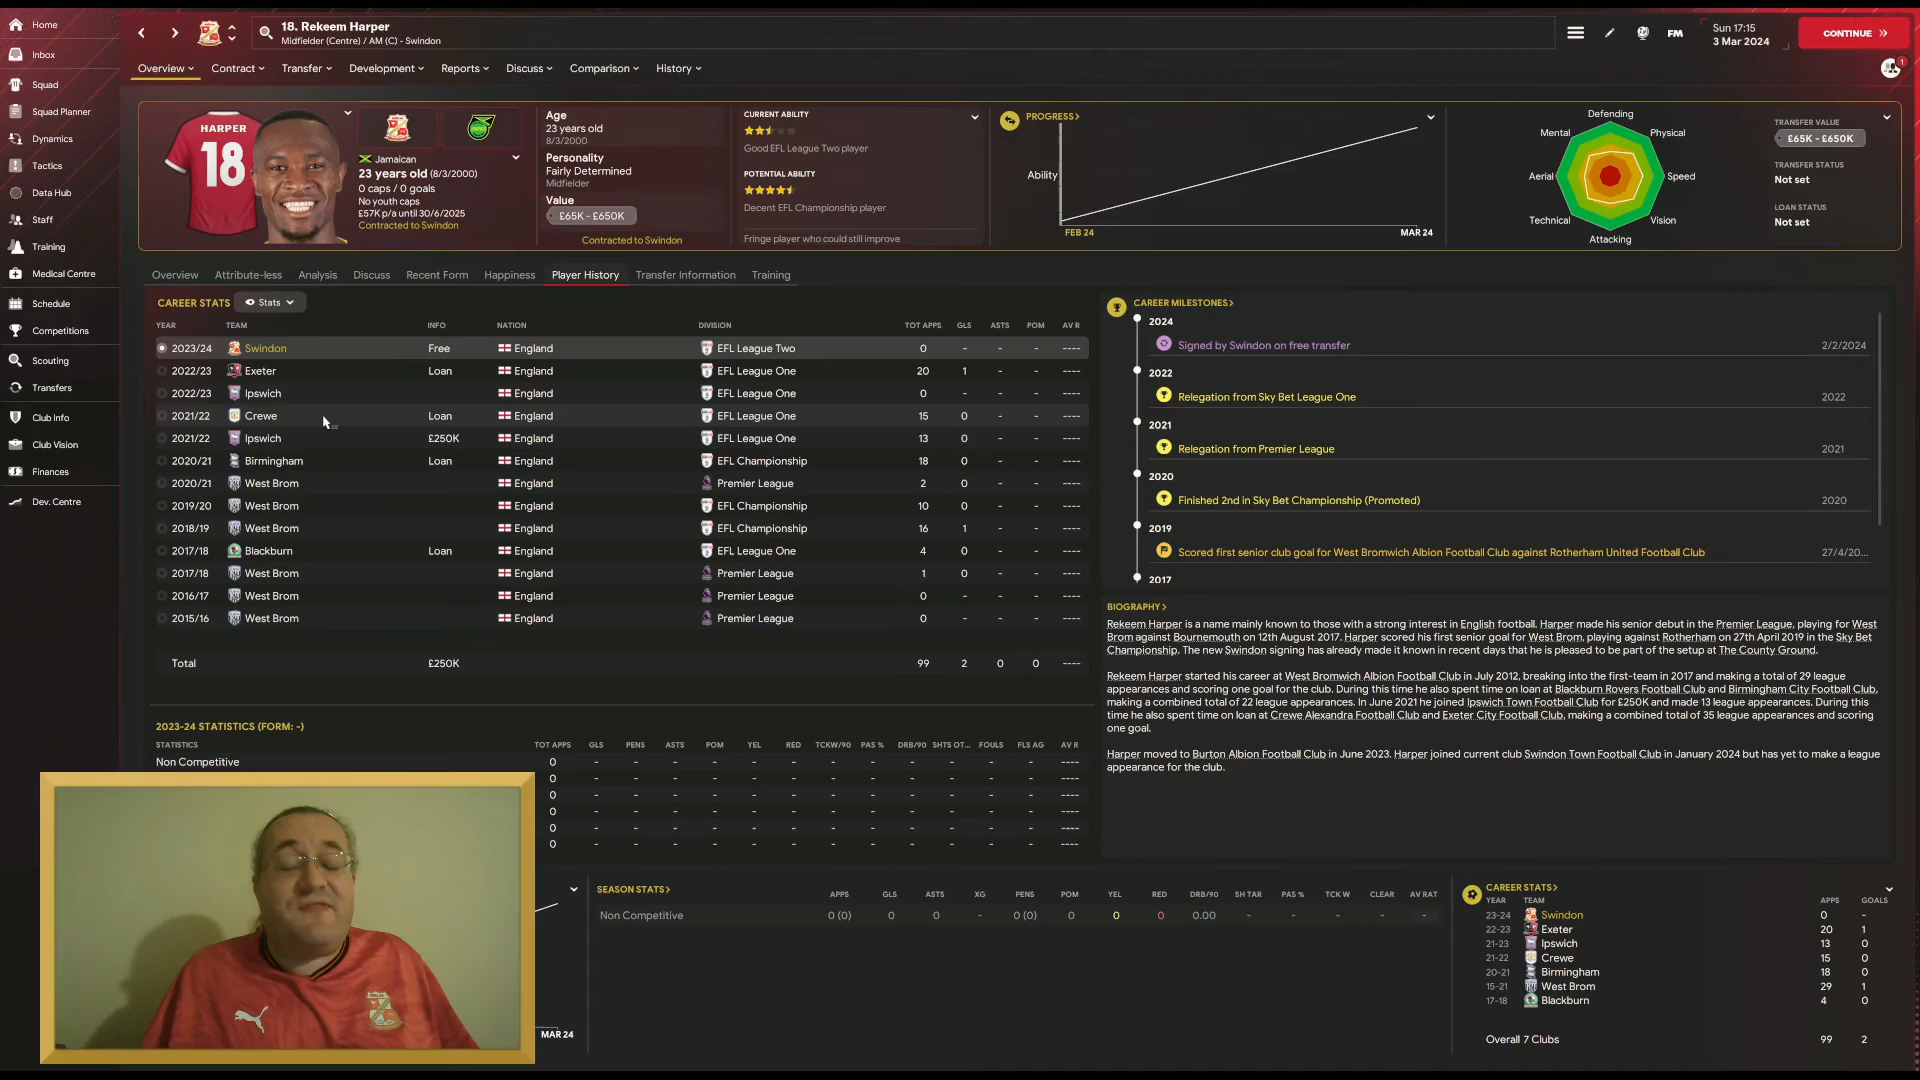 Home
Inbox
Squad
Squad Planner
Dynamics
Tactics
Data Hub
Staff
Training
Medical Centre
Schedule
Competitions
Scouting
Transfers
Club Info
Club Vision
Finances
Dev. Centre
18. Rekeem Harper
Midfielder (Centre) / AM (C) - Swindon
FM
Sun 17:15
3 Mar 2024
CONTINUE
1
Overview Contract Transfer Development Reports Discuss Comparison History
HARPER
18
Jamaican
23 years old (8/3/2000)
0 caps / 0 goals
No youth caps
£57K p/a until 30/6/2025
Contracted to Swindon
Age
23 years old
8/3/2000
Personality
Fairly Determined
Midfielder
Value
£65K - £650K
Contracted to Swindon
CURRENT ABILITY
Good EFL League Two player
POTENTIAL ABILITY
Decent EFL Championship player
Fringe player who could still improve
PROGRESS>
Ability
FEB 24 MAR 24
Defending
Mental Physical
Aerial Speed
Technical Vision
Attacking
TRANSFER VALUE
£65K - £650K
TRANSFER STATUS
Not set
LOAN STATUS
Not set
Overview Attribute-less Analysis Discuss Recent Form Happiness Player History Transfer Information Training
CAREER STATS Stats
YEAR TEAM INFO NATION DIVISION TOT APPS GLS ASTS POM AV R
2023/24 Swindon Free England EFL League Two 0 - - - ----
2022/23 Exeter Loan England EFL League One 20 1 - - ----
2022/23 Ipswich England EFL League One 0 - - - ----
2021/22 Crewe Loan England EFL League One 15 0 - - ----
2021/22 Ipswich £250K England EFL League One 13 0 - - ----
2020/21 Birmingham Loan England EFL Championship 18 0 - - ----
2020/21 West Brom England Premier League 2 0 - - ----
2019/20 West Brom England EFL Championship 10 0 - - ----
2018/19 West Brom England EFL Championship 16 1 - - ----
2017/18 Blackburn Loan England EFL League One 4 0 - - ----
2017/18 West Brom England Premier League 1 0 - - ----
2016/17 West Brom England Premier League 0 - - - ----
2015/16 West Brom England Premier League 0 - - - ----
Total £250K 99 2 0 0 ----
CAREER MILESTONES>
2024
Signed by Swindon on free transfer 2/2/2024
2022
Relegation from Sky Bet League One 2022
2021
Relegation from Premier League 2021
2020
Finished 2nd in Sky Bet Championship (Promoted) 2020
2019
Scored first senior club goal for West Bromwich Albion Football Club against Rotherham United Football Club 27/4/20...
2017
BIOGRAPHY>
Rekeem Harper is a name mainly known to those with a strong interest in English football. Harper made his senior debut in the Premier League, playing for West
Brom against Bournemouth on 12th August 2017. Harper scored his first senior goal for West Brom, playing against Rotherham on 27th April 2019 in the Sky Bet
Championship. The new Swindon signing has already made it known in recent days that he is pleased to be part of the setup at The County Ground.
Rekeem Harper started his career at West Bromwich Albion Football Club in July 2012, breaking into the first-team in 2017 and making a total of 29 league
appearances and scoring one goal for the club. During this time he also spent time on loan at Blackburn Rovers Football Club and Birmingham City Football Club,
making a combined total of 22 league appearances. In June 2021 he joined Ipswich Town Football Club for £250K and made 13 league appearances. During this
time he also spent time on loan at Crewe Alexandra Football Club and Exeter City Football Club, making a combined total of 35 league appearances and scoring
one goal.
Harper moved to Burton Albion Football Club in June 2023. Harper joined current club Swindon Town Football Club in January 2024 but has yet to make a league
appearance for the club.
2023-24 STATISTICS (FORM: -)
STATISTICS TOT APPS GLS PENS ASTS POM YEL RED TCKW/90 PAS % DRB/90 SHTS OT... FOULS FLS AG AV R
Non Competitive 0 - - - - - - - - - - - - ----
0 - - - - - - - - - - - - ----
0 - - - - - - - - - - - - ----
0 - - - - - - - - - - - - ----
0 - - - - - - - - - - - - ----
0 - - - - - - - - - - - - ----
MAR 24
SEASON STATS> APPS GLS ASTS XG PENS POM YEL RED DRB/90 SH TAR PAS % TCK W CLEAR AV RAT
Non Competitive 0 (0) 0 0 - 0 (0) 0 0 0 0.00 - - - - -
CAREER STATS>
YEAR TEAM APPS GOALS
23-24 Swindon 0 -
22-23 Exeter 20 1
21-23 Ipswich 13 0
21-22 Crewe 15 0
20-21 Birmingham 18 0
15-21 West Brom 29 1
17-18 Blackburn 4 0
Overall 7 Clubs 99 2